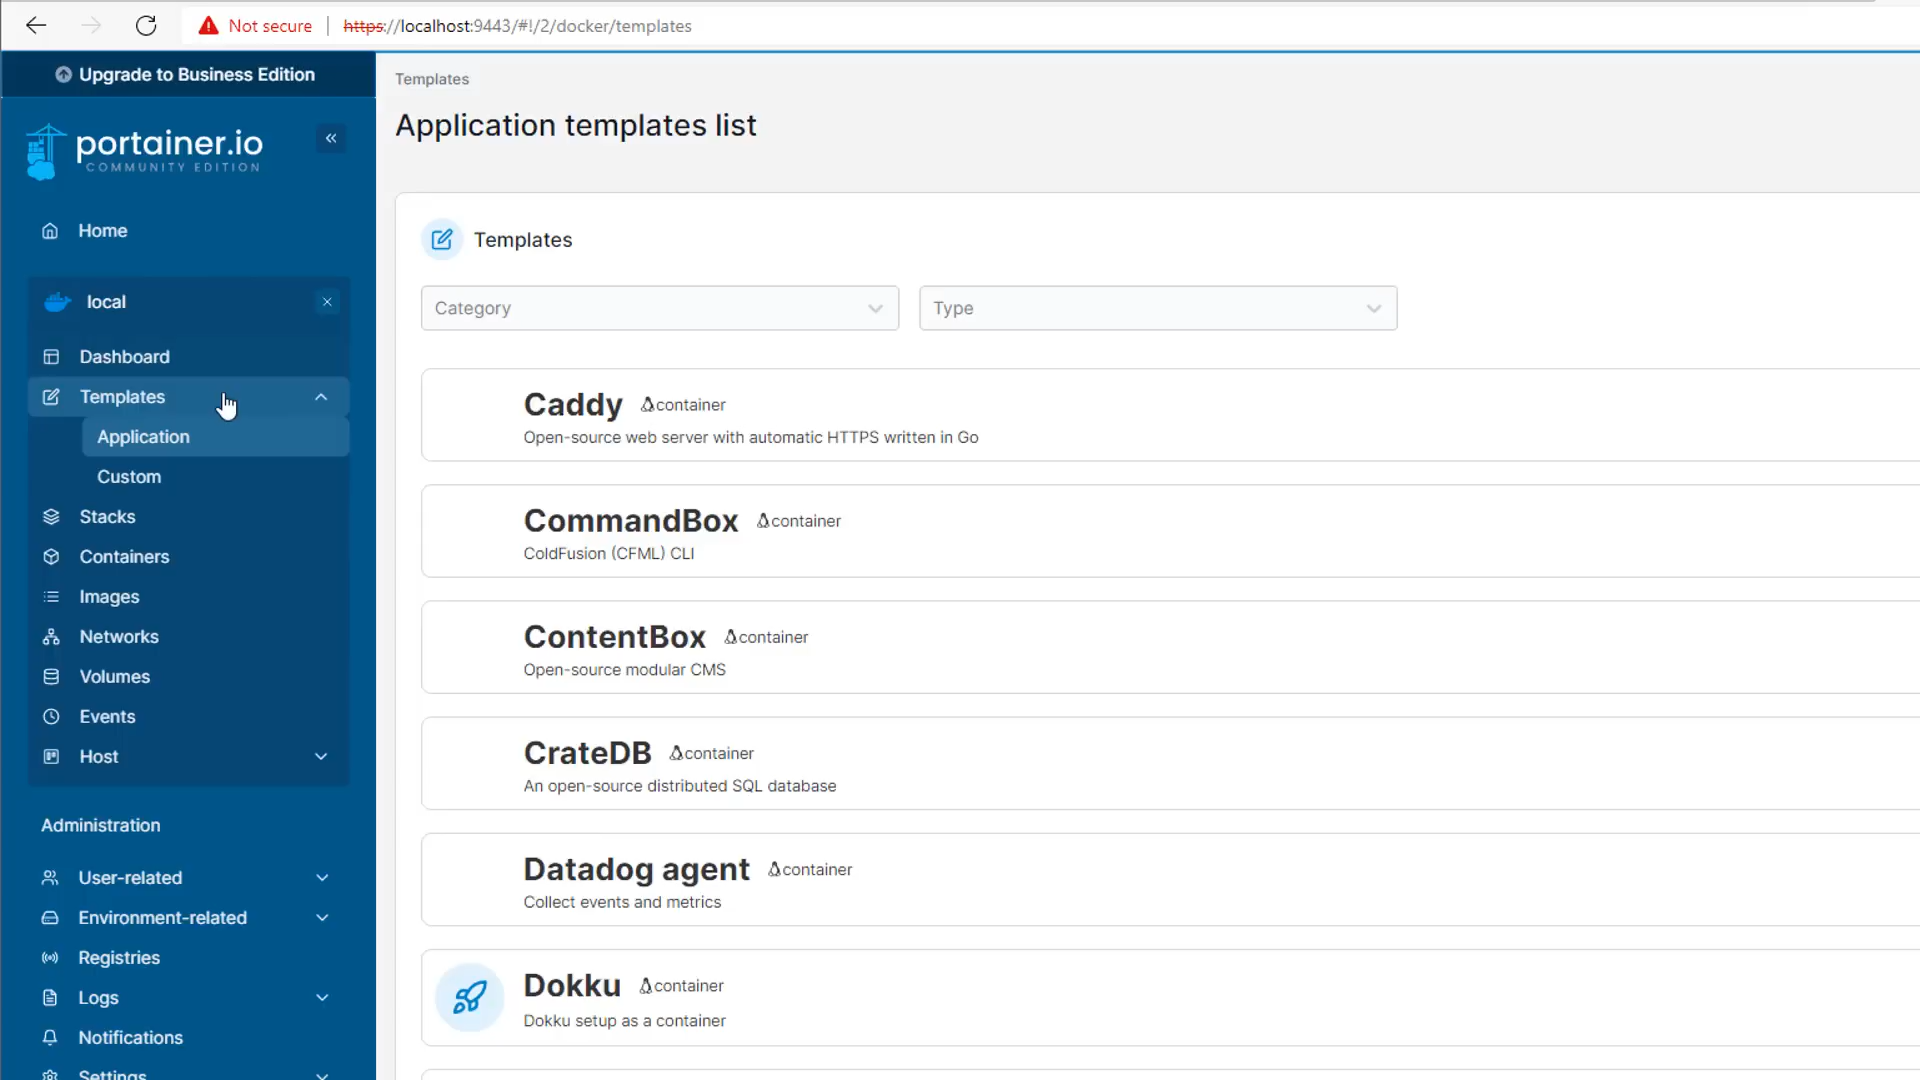 Not secure | https://localhost:9443/#!/2/docker/templates
Upgrade to Business Edition
portainer.io
COMMUNITY EDITION
Home
local
Dashboard
Templates
Application
Custom
Stacks
Containers
Images
Networks
Volumes
Events
Host
Administration
User-related
Environment-related
Registries
Logs
Notifications
Settings
Templates
Application templates list
Templates
Category
Type
Caddy container
Open-source web server with automatic HTTPS written in Go
CommandBox container
ColdFusion (CFML) CLI
ContentBox container
Open-source modular CMS
CrateDB container
An open-source distributed SQL database
Datadog agent container
Collect events and metrics
Dokku container
Dokku setup as a container